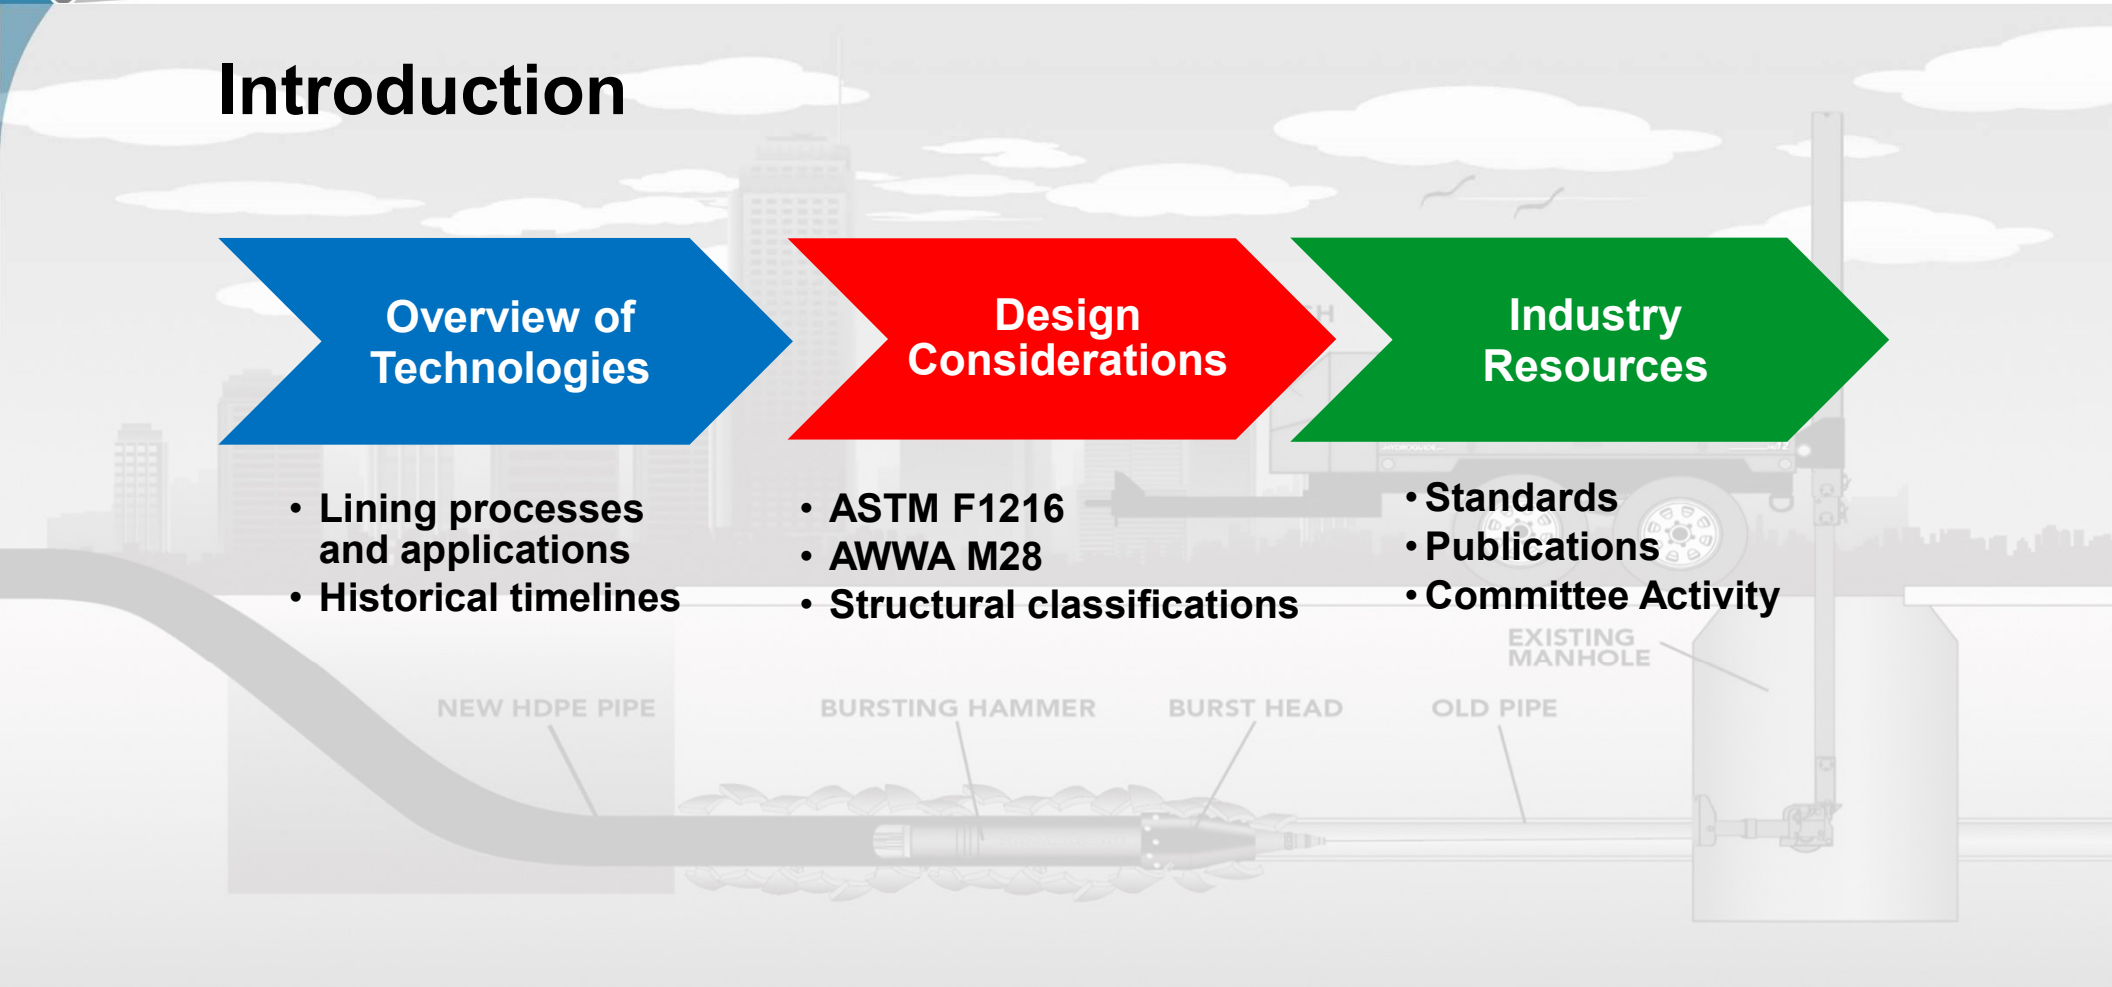 Introduction
Overview of
Technologies
• Lining processes
and applications
• Historical timelines
Design
Considerations
• ASTM F1216
• AWWA M28
• Structural classifications
Industry
Resources
• Standards
• Publications
• Committee Activity
EXISTING
MANHOLE
NEW HDPE PIPE
BURSTING HAMMER
BURST HEAD
OLD PIPE